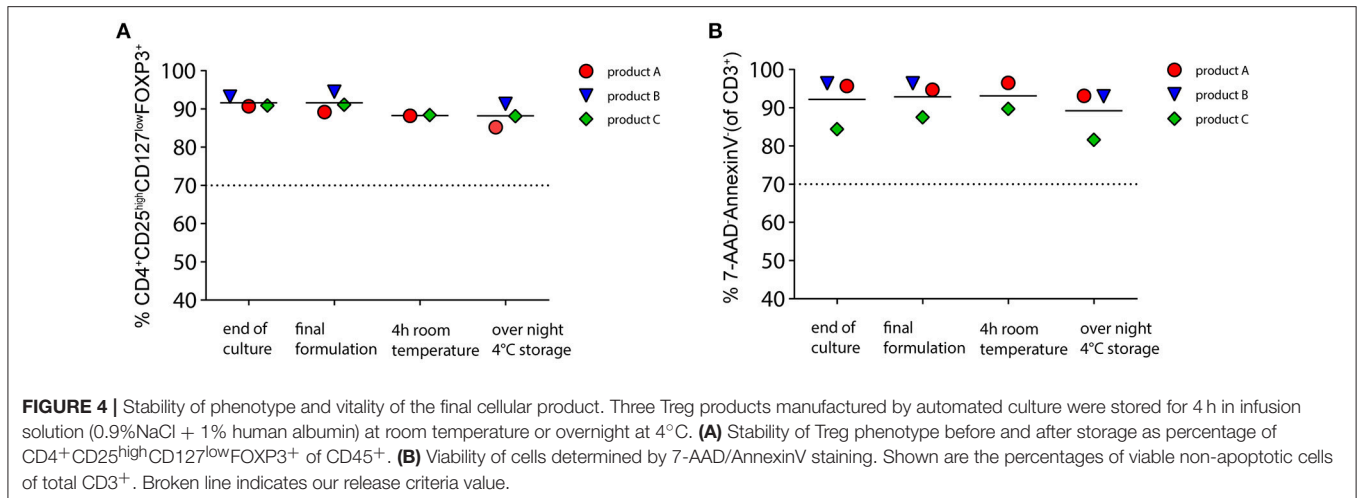 A
% CD4⁺CD25ʰⁱᵍʰCD127ˡᵒʷFOXP3⁺
100
90
80
70
60
50
40
end of
culture
final
formulation
4h room
temperature
over night
4°C storage
product A
product B
product C
B
% 7-AAD⁻AnnexinV⁻(of CD3⁺)
100
90
80
70
60
50
40
end of
culture
final
formulation
4h room
temperature
over night
4°C storage
product A
product B
product C
FIGURE 4 | Stability of phenotype and vitality of the final cellular product. Three Treg products manufactured by automated culture were stored for 4 h in infusion
solution (0.9%NaCl + 1% human albumin) at room temperature or overnight at 4°C. (A) Stability of Treg phenotype before and after storage as percentage of
CD4⁺CD25ʰⁱᵍʰCD127ˡᵒʷFOXP3⁺ of CD45⁺. (B) Viability of cells determined by 7-AAD/AnnexinV staining. Shown are the percentages of viable non-apoptotic cells
of total CD3⁺. Broken line indicates our release criteria value.